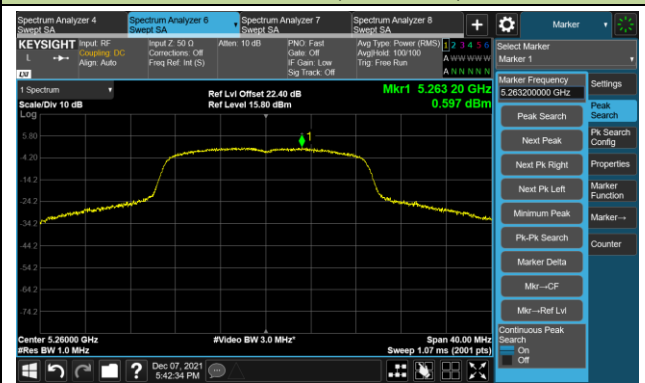 Spectrum Analyzer 4
Swept SA
Spectrum Analyzer 6
Swept SA
Spectrum Analyzer 7
Swept SA
Spectrum Analyzer 8
Swept SA
Marker
KEYSIGHT
L
Input: RF
Coupling: DC
Align: Auto
Input Z: 50 Ω
Corrections: Off
Freq Ref: Int (S)
Atten: 10 dB
PNO: Fast
Gate: Off
IF Gain: Low
Sig Track: Off
Avg Type: Power (RMS)
Avg|Hold: 100/100
Trig: Free Run
1 2 3 4 5 6
A W W W W W
A N N N N N
LXI
Select Marker
Marker 1
1 Spectrum
Scale/Div 10 dB
Log
Ref Lvl Offset 22.40 dB
Ref Level 15.80 dBm
Mkr1 5.263 20 GHz
0.597 dBm
1
5.80
-4.20
-14.2
-24.2
-34.2
-44.2
-54.2
-64.2
-74.2
Center 5.26000 GHz
#Res BW 1.0 MHz
#Video BW 3.0 MHz*
Span 40.00 MHz
Sweep 1.07 ms (2001 pts)
Marker Frequency
5.263200000 GHz
Peak Search
Next Peak
Next Pk Right
Next Pk Left
Minimum Peak
Pk-Pk Search
Marker Delta
Mkr→CF
Mkr→Ref Lvl
Continuous Peak
Search
On
Off
Settings
Peak
Search
Pk Search
Config
Properties
Marker
Function
Marker→
Counter
?
Dec 07, 2021
5:42:34 PM